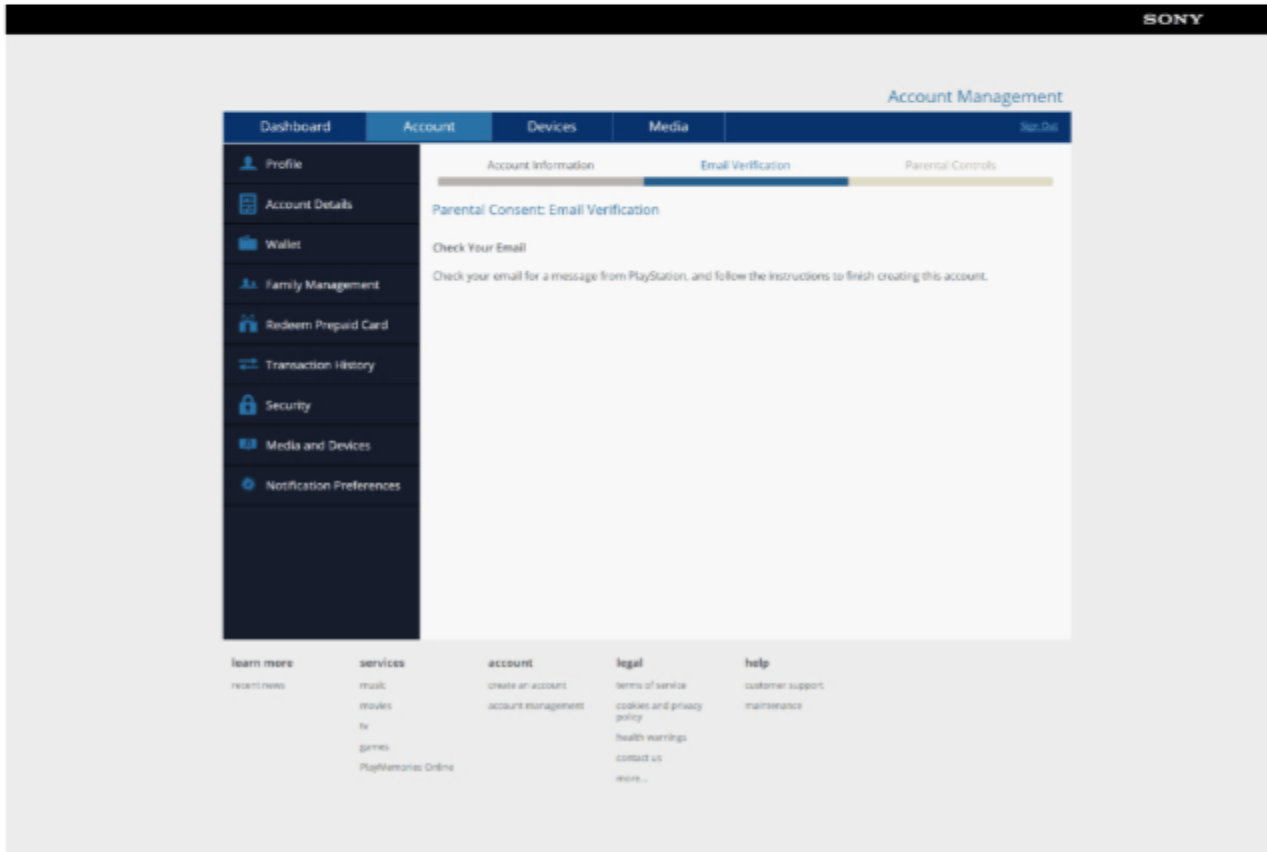 SONY
Account Management
Dashboard Account Devices Media Sign Out
Profile
Account Details
Wallet
Family Management
Redeem Prepaid Card
Transaction History
Security
Media and Devices
Notification Preferences
Account Information Email Verification Parental Controls
Parental Consent: Email Verification
Check Your Email
Check your email for a message from PlayStation, and follow the instructions to finish creating this account.
learn more
recent news
services
music
movies
tv
games
PlayMemories Online
account
create an account
account management
legal
terms of service
cookies and privacy
policy
health warnings
contact us
more...
help
customer support
maintenance